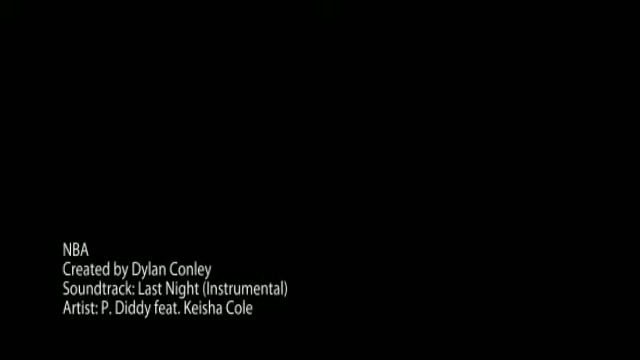 NBA
Created by Dylan Conley
Soundtrack: Last Night (Instrumental)
Artist: P. Diddy feat. Keisha Cole